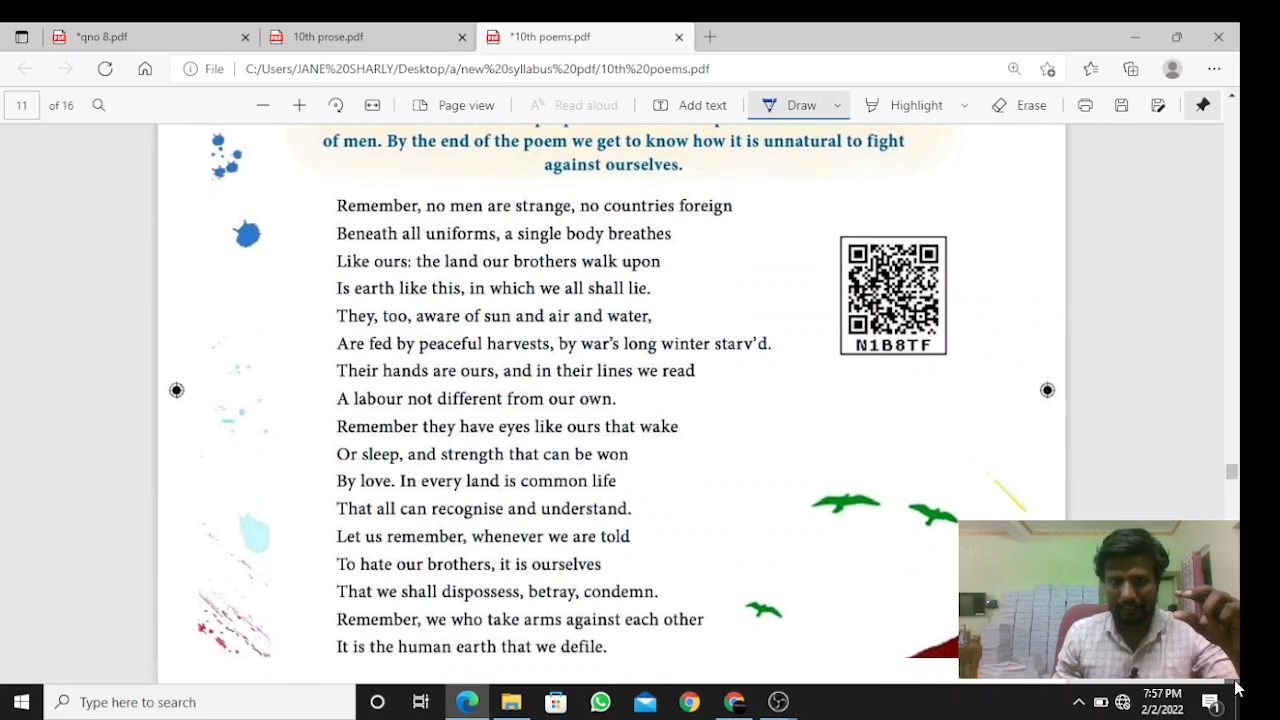 *qno 8.pdf
10th prose.pdf
*10th poems.pdf
File
C:/Users/JANE%20SHARLY/Desktop/a/new%20syllabus%20pdf/10th%20poems.pdf
11 of 16
Page view
Read aloud
Add text
Draw
Highlight
Erase
of men. By the end of the poem we get to know how it is unnatural to fight
against ourselves.
Remember, no men are strange, no countries foreign
Beneath all uniforms, a single body breathes
Like ours: the land our brothers walk upon
Is earth like this, in which we all shall lie.
They, too, aware of sun and air and water,
Are fed by peaceful harvests, by war's long winter starv'd.
Their hands are ours, and in their lines we read
A labour not different from our own.
Remember they have eyes like ours that wake
Or sleep, and strength that can be won
By love. In every land is common life
That all can recognise and understand.
Let us remember, whenever we are told
To hate our brothers, it is ourselves
That we shall dispossess, betray, condemn.
Remember, we who take arms against each other
It is the human earth that we defile.
N1B8TF
Type here to search
7:57 PM
2/2/2022
1